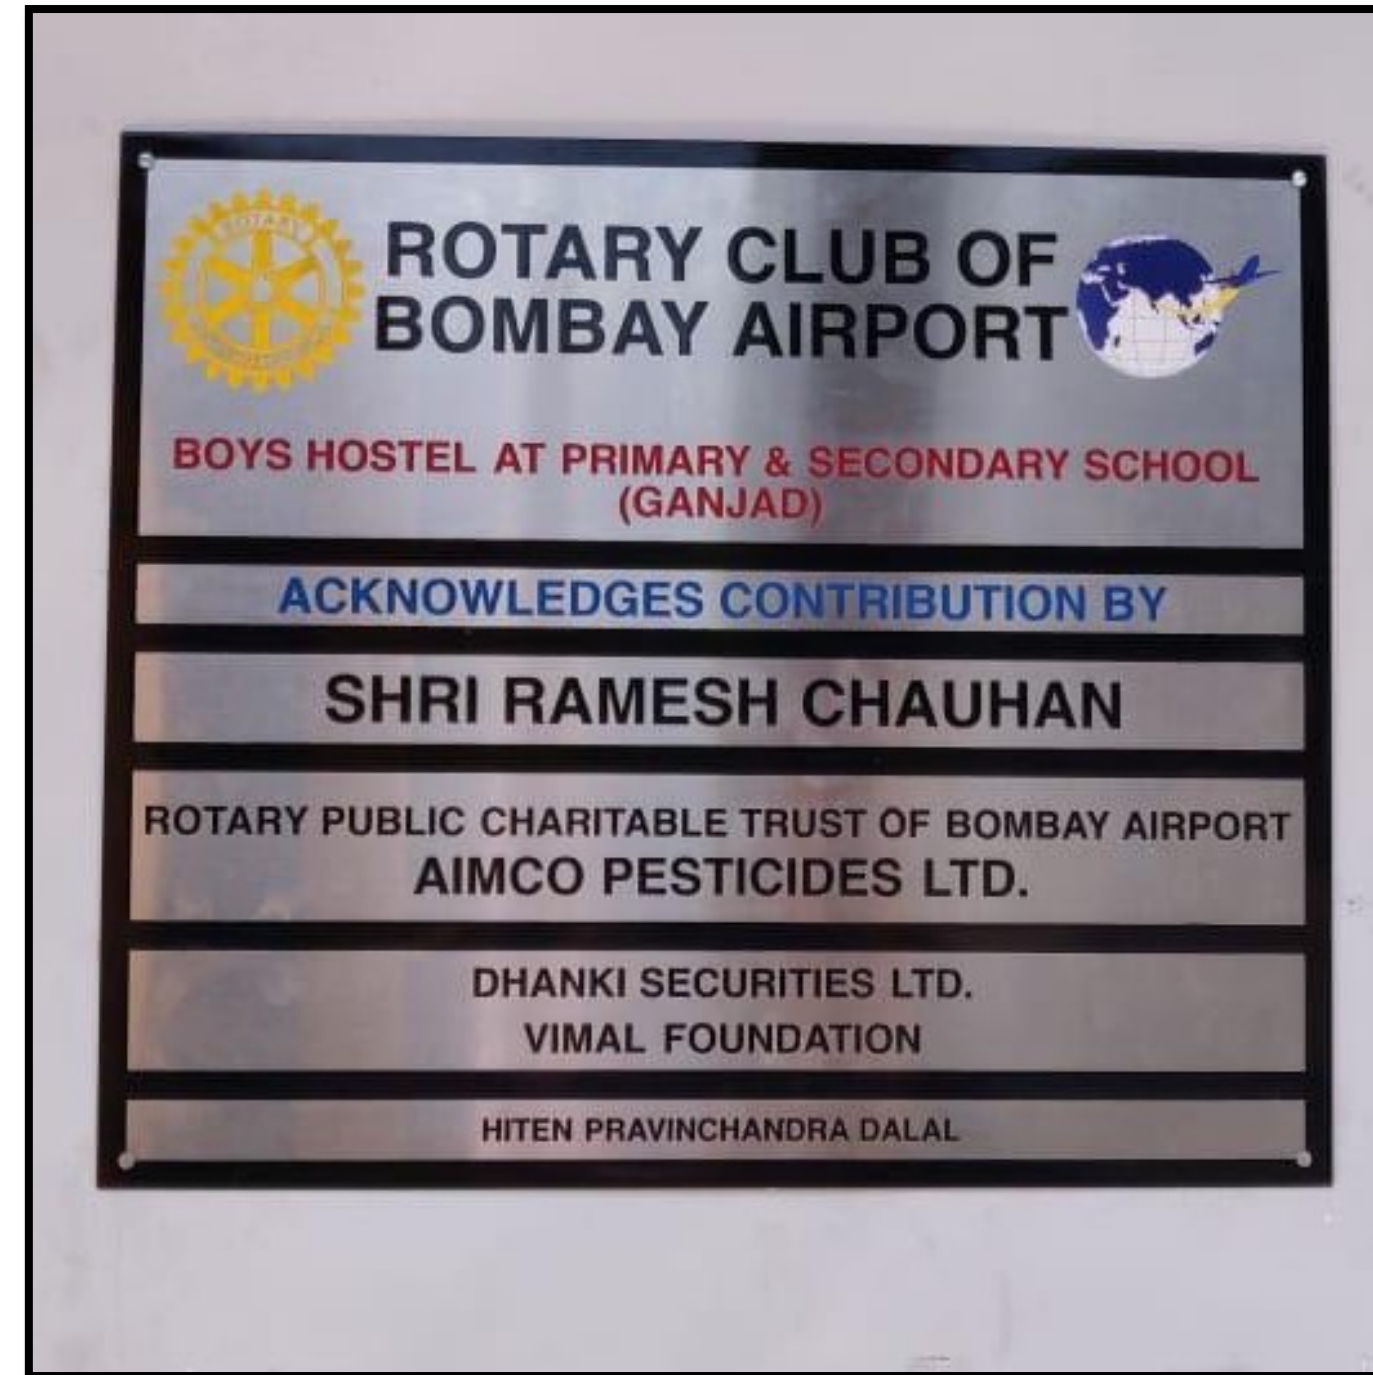 ROTARY
ROTARY CLUB OF
BOMBAY AIRPORT
BOYS HOSTEL AT PRIMARY & SECONDARY SCHOOL
(GANJAD)
ACKNOWLEDGES CONTRIBUTION BY
SHRI RAMESH CHAUHAN
ROTARY PUBLIC CHARITABLE TRUST OF BOMBAY AIRPORT
AIMCO PESTICIDES LTD.
DHANKI SECURITIES LTD.
VIMAL FOUNDATION
HITEN PRAVINCHANDRA DALAL